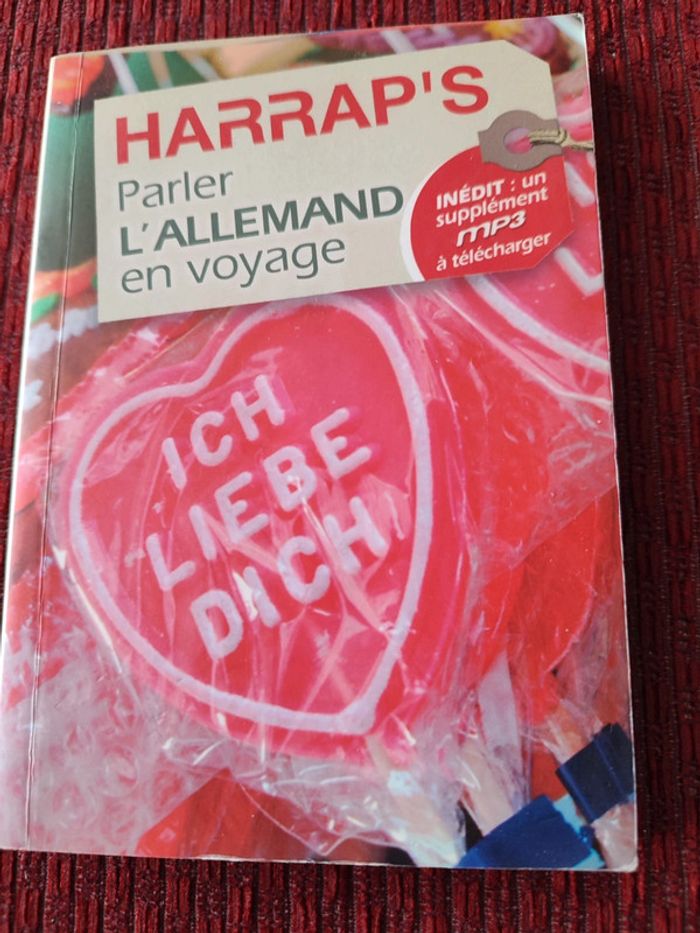 HARRAP'S
Parler
L'ALLEMAND
en voyage
INÉDIT : un
supplément
MP3
à télécharger
ICH
LIEBE
DICH